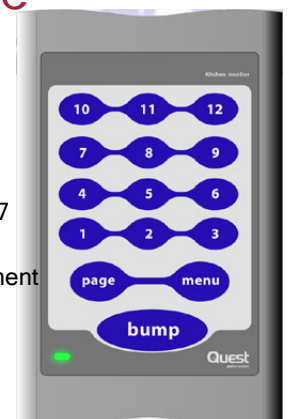 C
Kitchen monitor
10 11 12
7 8 9
4 5 6
7
1 2 3
ment
page menu
bump
Quest